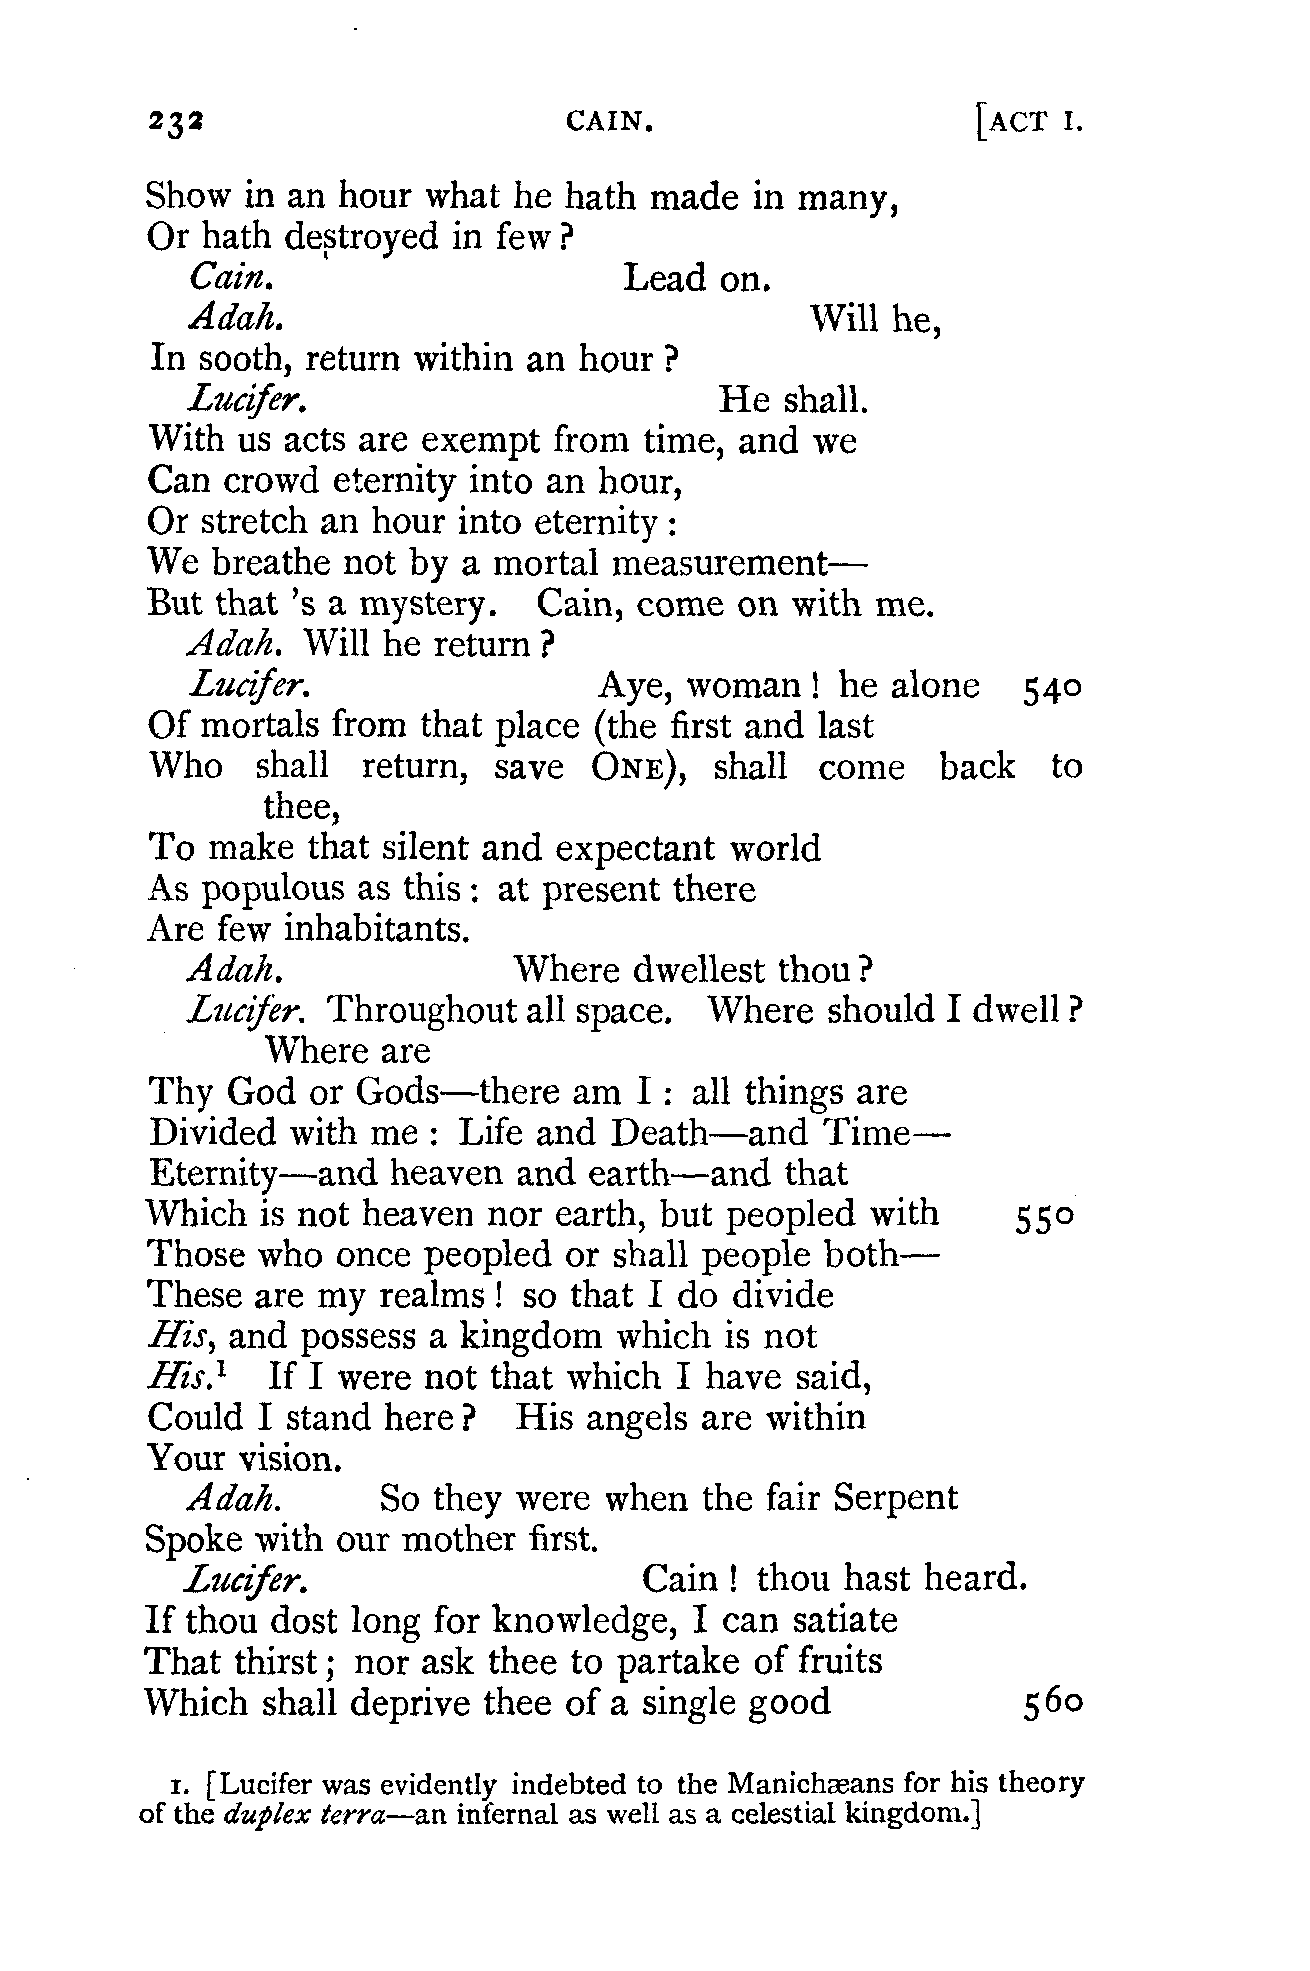 232 CAIN. [ACT I.
Show in an hour what he hath made in many,
Or hath destroyed in few?
Cain. Lead on.
Adah. Will he,
In sooth, return within an hour?
Lucifer. He shall.
With us acts are exempt from time, and we
Can crowd eternity into an hour,
Or stretch an hour into eternity:
We breathe not by a mortal measurement—
But that 's a mystery. Cain, come on with me.
Adah. Will he return?
Lucifer. Aye, woman! he alone 540
Of mortals from that place (the first and last
Who shall return, save ONE), shall come back to
thee,
To make that silent and expectant world
As populous as this: at present there
Are few inhabitants.
Adah. Where dwellest thou?
Lucifer. Throughout all space. Where should I dwell?
Where are
Thy God or Gods—there am I: all things are
Divided with me: Life and Death—and Time—
Eternity—and heaven and earth—and that
Which is not heaven nor earth, but peopled with 550
Those who once peopled or shall people both—
These are my realms! so that I do divide
His, and possess a kingdom which is not
His.¹ If I were not that which I have said,
Could I stand here? His angels are within
Your vision.
Adah. So they were when the fair Serpent
Spoke with our mother first.
Lucifer. Cain! thou hast heard.
If thou dost long for knowledge, I can satiate
That thirst; nor ask thee to partake of fruits
Which shall deprive thee of a single good 560
1. [Lucifer was evidently indebted to the Manichæans for his theory
of the duplex terra—an infernal as well as a celestial kingdom.]